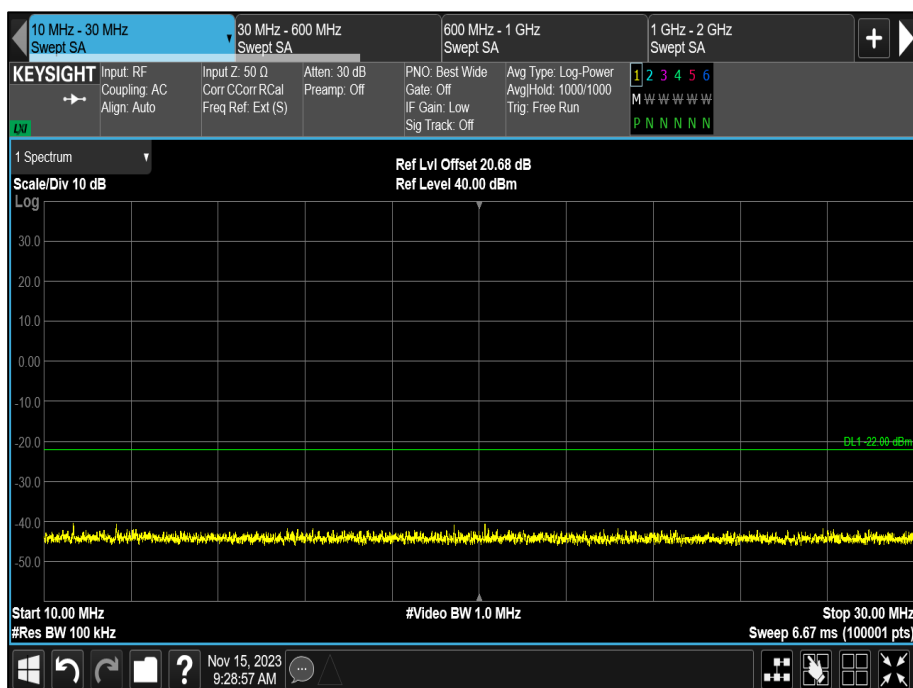 10 MHz - 30 MHz
Swept SA
30 MHz - 600 MHz
Swept SA
600 MHz - 1 GHz
Swept SA
1 GHz - 2 GHz
Swept SA
+
KEYSIGHT
LXI
Input: RF
Coupling: AC
Align: Auto
Input Z: 50 Ω
Corr CCorr RCal
Freq Ref: Ext (S)
Atten: 30 dB
Preamp: Off
PNO: Best Wide
Gate: Off
IF Gain: Low
Sig Track: Off
Avg Type: Log-Power
Avg|Hold: 1000/1000
Trig: Free Run
1 2 3 4 5 6
M W W W W W
P N N N N N
1 Spectrum
Scale/Div 10 dB
Ref Lvl Offset 20.68 dB
Ref Level 40.00 dBm
Log
30.0
20.0
10.0
0.00
-10.0
-20.0
DL1 -22.00 dBm
-30.0
-40.0
-50.0
Start 10.00 MHz
#Res BW 100 kHz
#Video BW 1.0 MHz
Stop 30.00 MHz
Sweep 6.67 ms (100001 pts)
?
Nov 15, 2023
9:28:57 AM